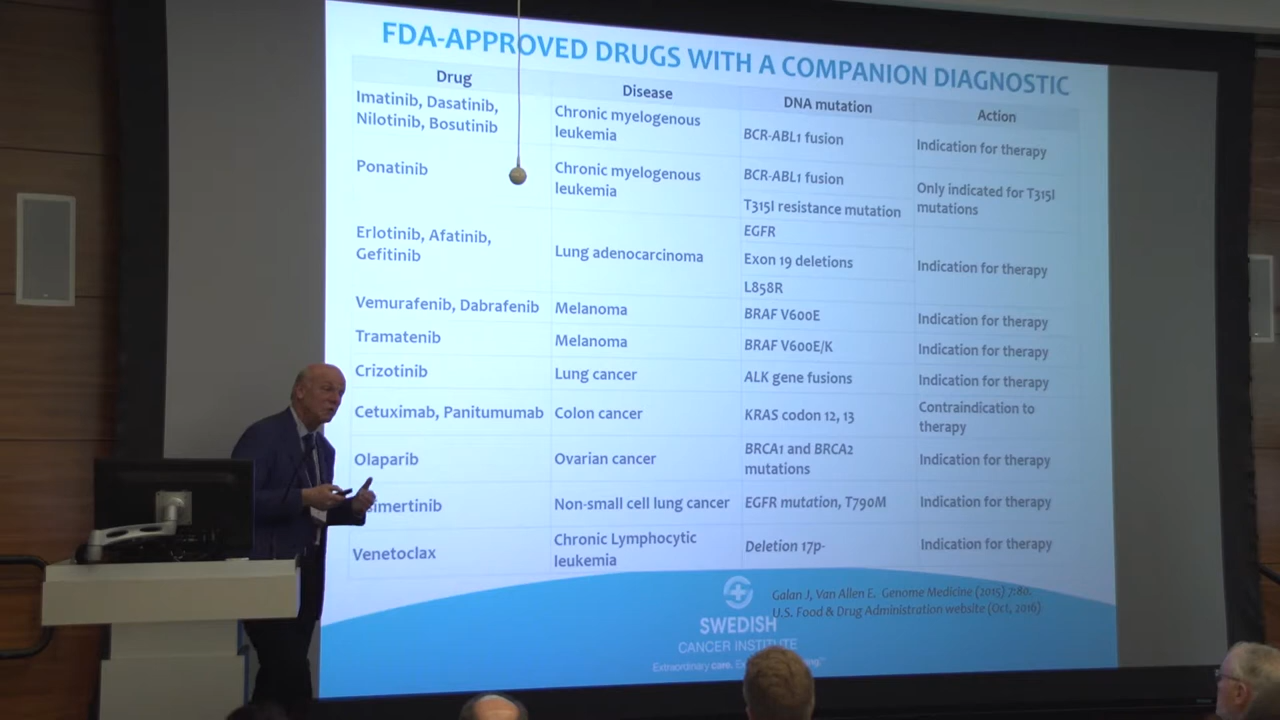 FDA-APPROVED DRUGS WITH A COMPANION DIAGNOSTIC
Drug
Disease
DNA mutation
Action
Imatinib, Dasatinib,
Nilotinib, Bosutinib
Chronic myelogenous
leukemia
BCR-ABL1 fusion
Indication for therapy
Ponatinib
Chronic myelogenous
leukemia
BCR-ABL1 fusion
T315I resistance mutation
Only indicated for T315I
mutations
Erlotinib, Afatinib,
Gefitinib
Lung adenocarcinoma
EGFR
Exon 19 deletions
L858R
Indication for therapy
Vemurafenib, Dabrafenib
Melanoma
BRAF V600E
Indication for therapy
Tramatenib
Melanoma
BRAF V600E/K
Indication for therapy
Crizotinib
Lung cancer
ALK gene fusions
Indication for therapy
Cetuximab, Panitumumab
Colon cancer
KRAS codon 12, 13
Contraindication to
therapy
Olaparib
Ovarian cancer
BRCA1 and BRCA2
mutations
Indication for therapy
simertinib
Non-small cell lung cancer
EGFR mutation, T790M
Indication for therapy
Venetoclax
Chronic Lymphocytic
leukemia
Deletion 17p-
Indication for therapy
Galan J, Van Allen E. Genome Medicine (2015) 7:80.
U.S. Food & Drug Administration website (Oct, 2016)
SWEDISH
CANCER INSTITUTE
Extraordinary care.